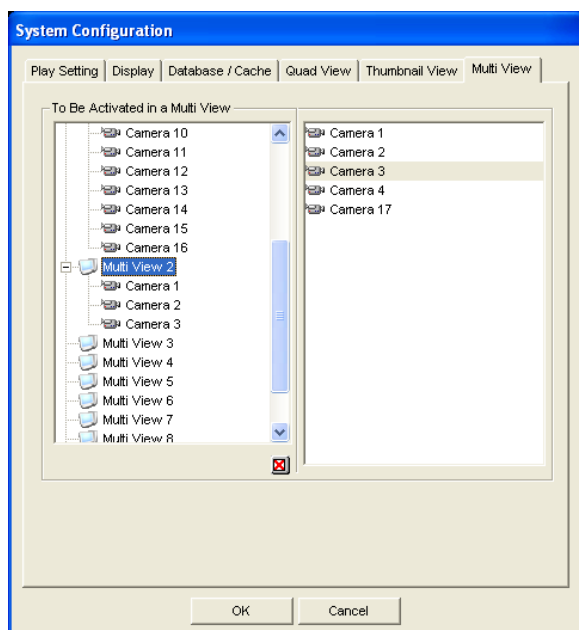 System Configuration
Play Setting
Display
Database / Cache
Quad View
Thumbnail View
Multi View
To Be Activated in a Multi View
Camera 10
Camera 11
Camera 12
Camera 13
Camera 14
Camera 15
Camera 16
Multi View 2
Camera 1
Camera 2
Camera 3
Multi View 3
Multi View 4
Multi View 5
Multi View 6
Multi View 7
Multi View 8
Camera 1
Camera 2
Camera 3
Camera 4
Camera 17
OK
Cancel